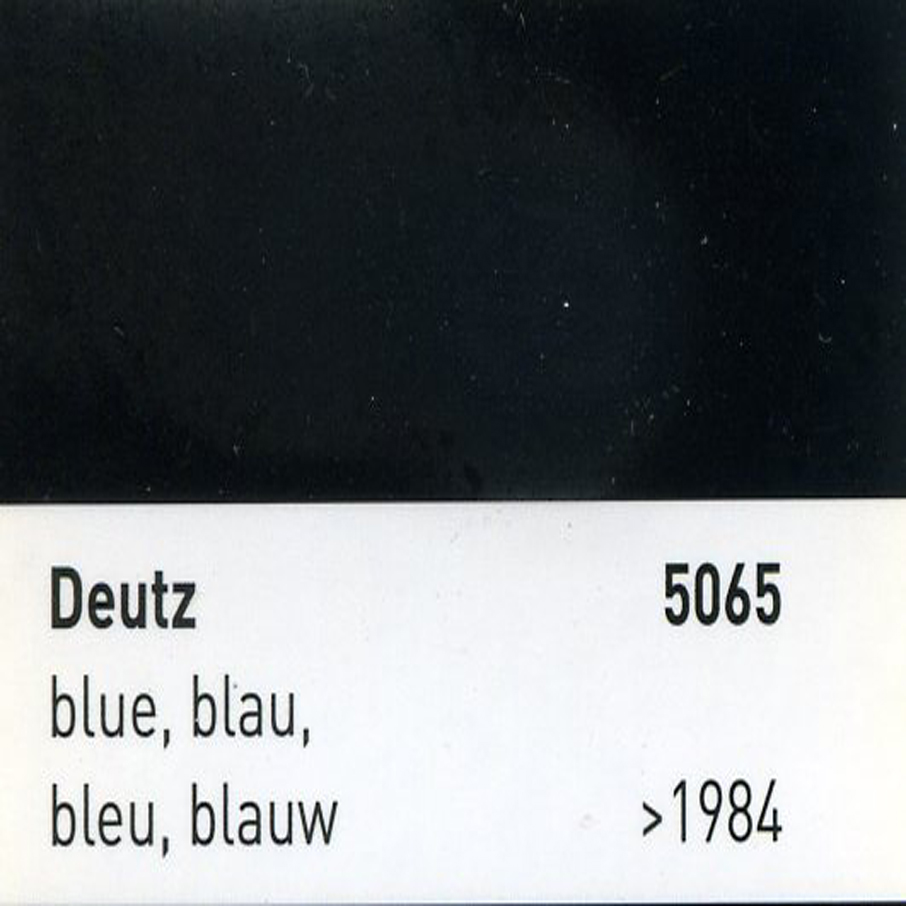 Deutz 5065
blue, blau,
bleu, blauw >1984